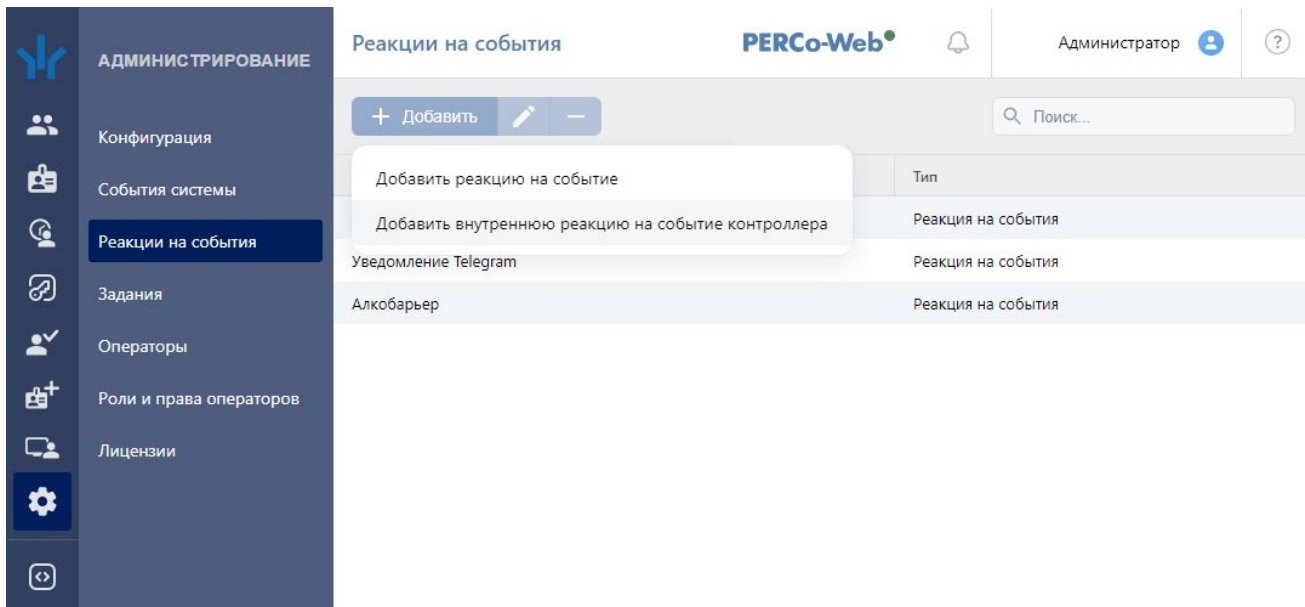 АДМИНИСТРИРОВАНИЕ
Конфигурация
События системы
Реакции на события
Задания
Операторы
Роли и права операторов
Лицензии
Реакции на события
PERCo-Web
Администратор
?
+ Добавить
Поиск...
Добавить реакцию на событие
Добавить внутреннюю реакцию на событие контроллера
Тип
Реакция на события
Уведомление Telegram
Реакция на события
Алкобарьер
Реакция на события